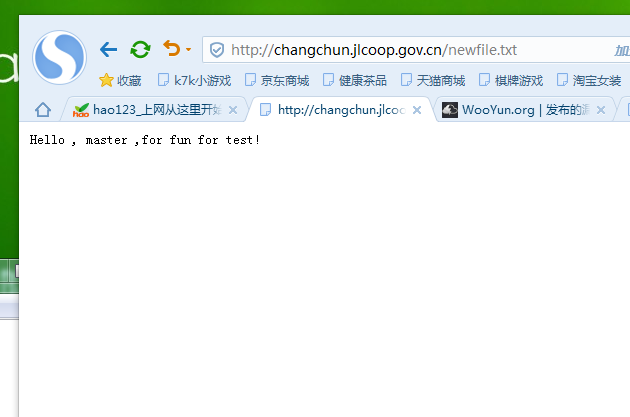 http://changchun.jlcoop.gov.cn/newfile.txt
收藏 k7k小游戏 京东商城 健康茶品 天猫商城 棋牌游戏 淘宝女装
hao123_上网从这里开始 http://changchun.jlcoc WooYun.org | 发布的漏
Hello , master ,for fun for test!